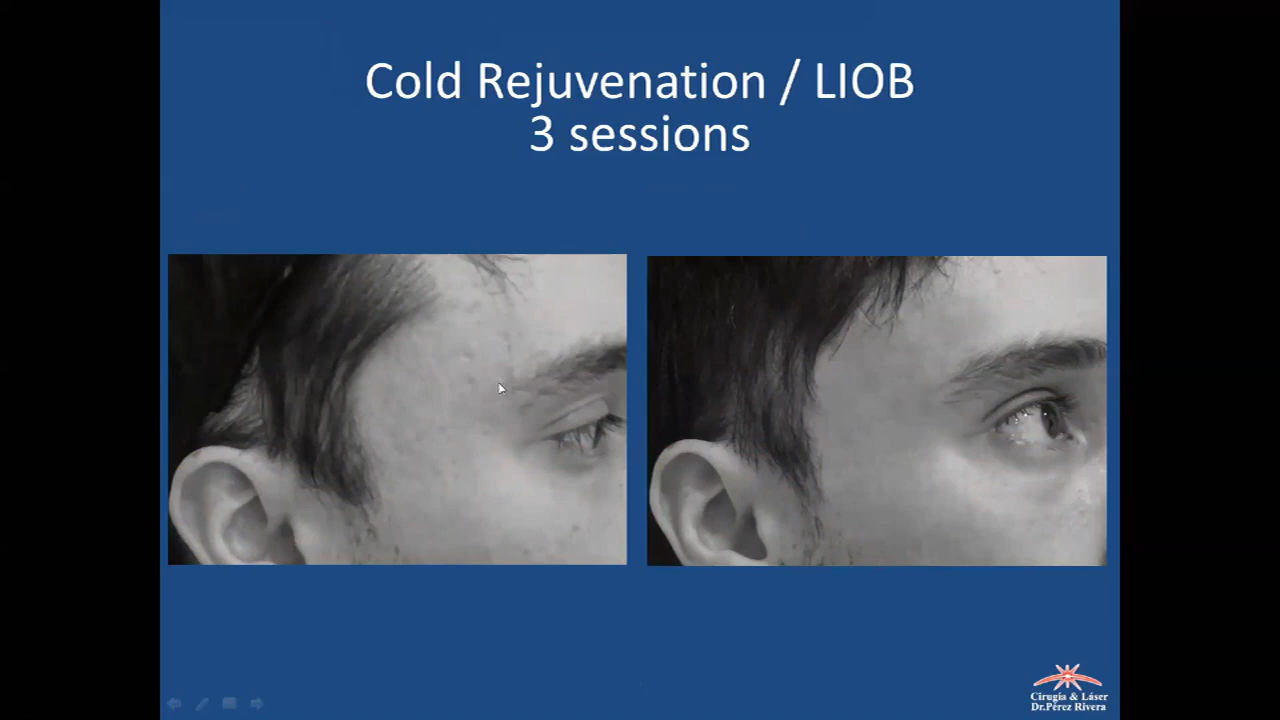 Cold Rejuvenation / LIOB
3 sessions
Cirugía & Láser
Dr.Pérez Rivera